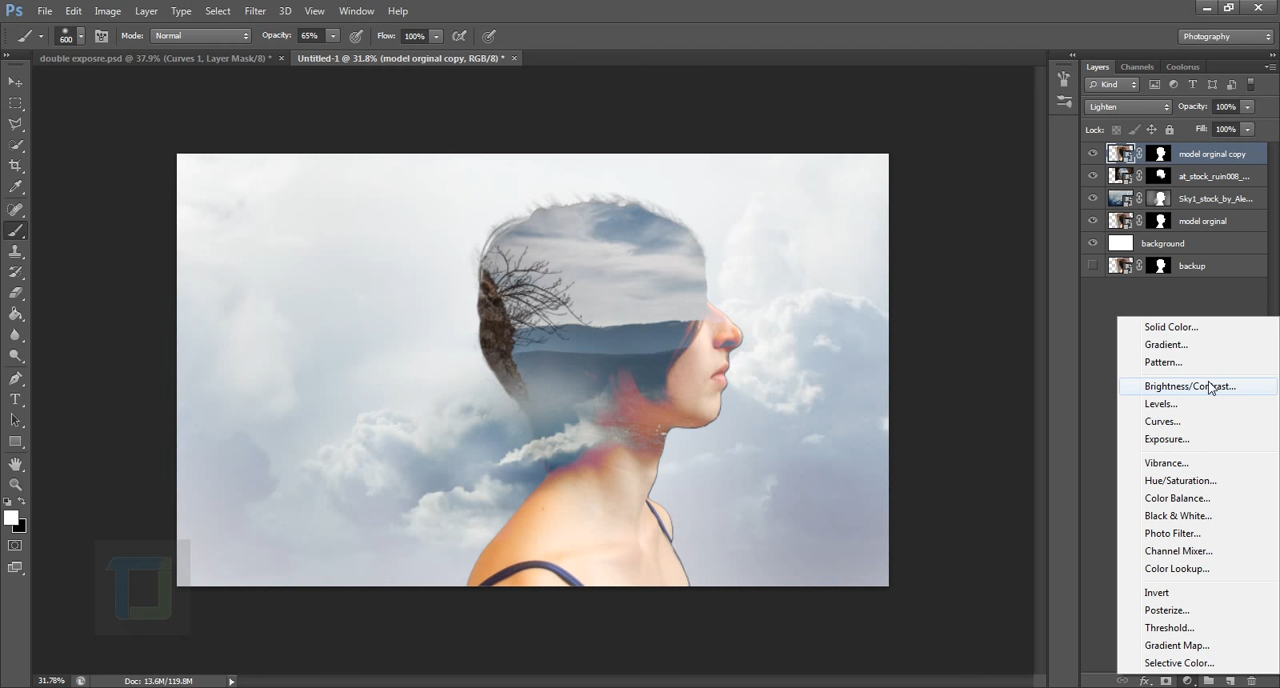 Ps File Edit Image Layer Type Select Filter 3D View Window Help
600 Mode: Normal Opacity: 65% Flow: 100% Photography
double exposre.psd @ 37.9% (Curves 1, Layer Mask/8) * × Untitled-1 @ 31.8% (model orginal copy, RGB/8) * ×
Layers Channels Coolorus
Kind
Lighten Opacity: 100%
Lock: Fill: 100%
model orginal copy
at_stock_ruin008_...
Sky1_stock_by_Ale...
model orginal
background
backup
Solid Color...
Gradient...
Pattern...
Brightness/Contrast...
Levels...
Curves...
Exposure...
Vibrance...
Hue/Saturation...
Color Balance...
Black & White...
Photo Filter...
Channel Mixer...
Color Lookup...
Invert
Posterize...
Threshold...
Gradient Map...
Selective Color...
31.78% Doc: 13.6M/119.8M fx